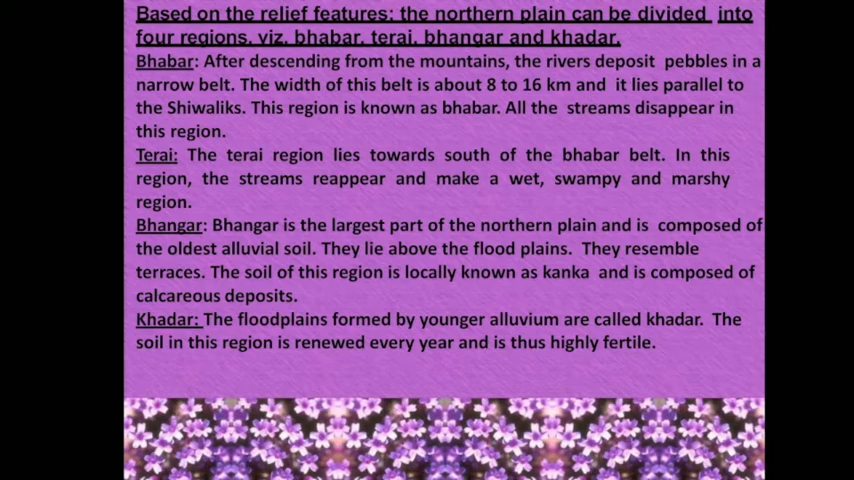 Based on the relief features; the northern plain can be divided into
four regions, viz, bhabar, terai, bhangar and khadar.
Bhabar: After descending from the mountains, the rivers deposit pebbles in a
narrow belt. The width of this belt is about 8 to 16 km and it lies parallel to
the Shiwaliks. This region is known as bhabar. All the streams disappear in
this region.
Terai: The terai region lies towards south of the bhabar belt. In this
region, the streams reappear and make a wet, swampy and marshy
region.
Bhangar: Bhangar is the largest part of the northern plain and is composed of
the oldest alluvial soil. They lie above the flood plains. They resemble
terraces. The soil of this region is locally known as kanka and is composed of
calcareous deposits.
Khadar: The floodplains formed by younger alluvium are called khadar. The
soil in this region is renewed every year and is thus highly fertile.